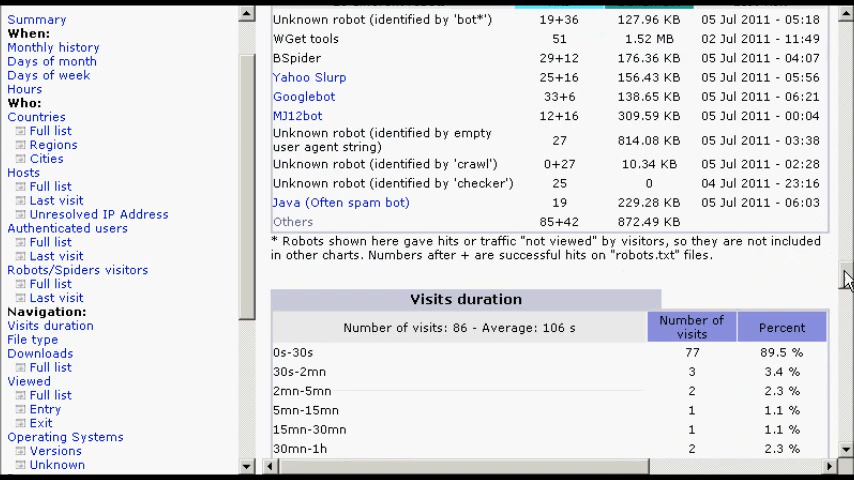 Summary
When:
Monthly history
Days of month
Days of week
Hours
Who:
Countries
Full list
Regions
Cities
Hosts
Full list
Last visit
Unresolved IP Address
Authenticated users
Full list
Last visit
Robots/Spiders visitors
Full list
Last visit
Navigation:
Visits duration
File type
Downloads
Full list
Viewed
Full list
Entry
Exit
Operating Systems
Versions
Unknown
Unknown robot (identified by 'bot*') 19+36 127.96 KB 05 Jul 2011 - 05:18
WGet tools 51 1.52 MB 02 Jul 2011 - 11:49
BSpider 29+12 176.36 KB 05 Jul 2011 - 04:07
Yahoo Slurp 25+16 156.43 KB 05 Jul 2011 - 05:56
Googlebot 33+6 138.65 KB 05 Jul 2011 - 06:21
MJ12bot 12+16 309.59 KB 05 Jul 2011 - 00:04
Unknown robot (identified by empty
user agent string) 27 814.08 KB 05 Jul 2011 - 03:38
Unknown robot (identified by 'crawl') 0+27 10.34 KB 05 Jul 2011 - 02:28
Unknown robot (identified by 'checker') 25 0 04 Jul 2011 - 23:16
Java (Often spam bot) 19 229.28 KB 05 Jul 2011 - 06:03
Others 85+42 872.49 KB
* Robots shown here gave hits or traffic "not viewed" by visitors, so they are not included
in other charts. Numbers after + are successful hits on "robots.txt" files.
Visits duration
Number of visits: 86 - Average: 106 s Number of visits Percent
0s-30s 77 89.5 %
30s-2mn 3 3.4 %
2mn-5mn 2 2.3 %
5mn-15mn 1 1.1 %
15mn-30mn 1 1.1 %
30mn-1h 2 2.3 %